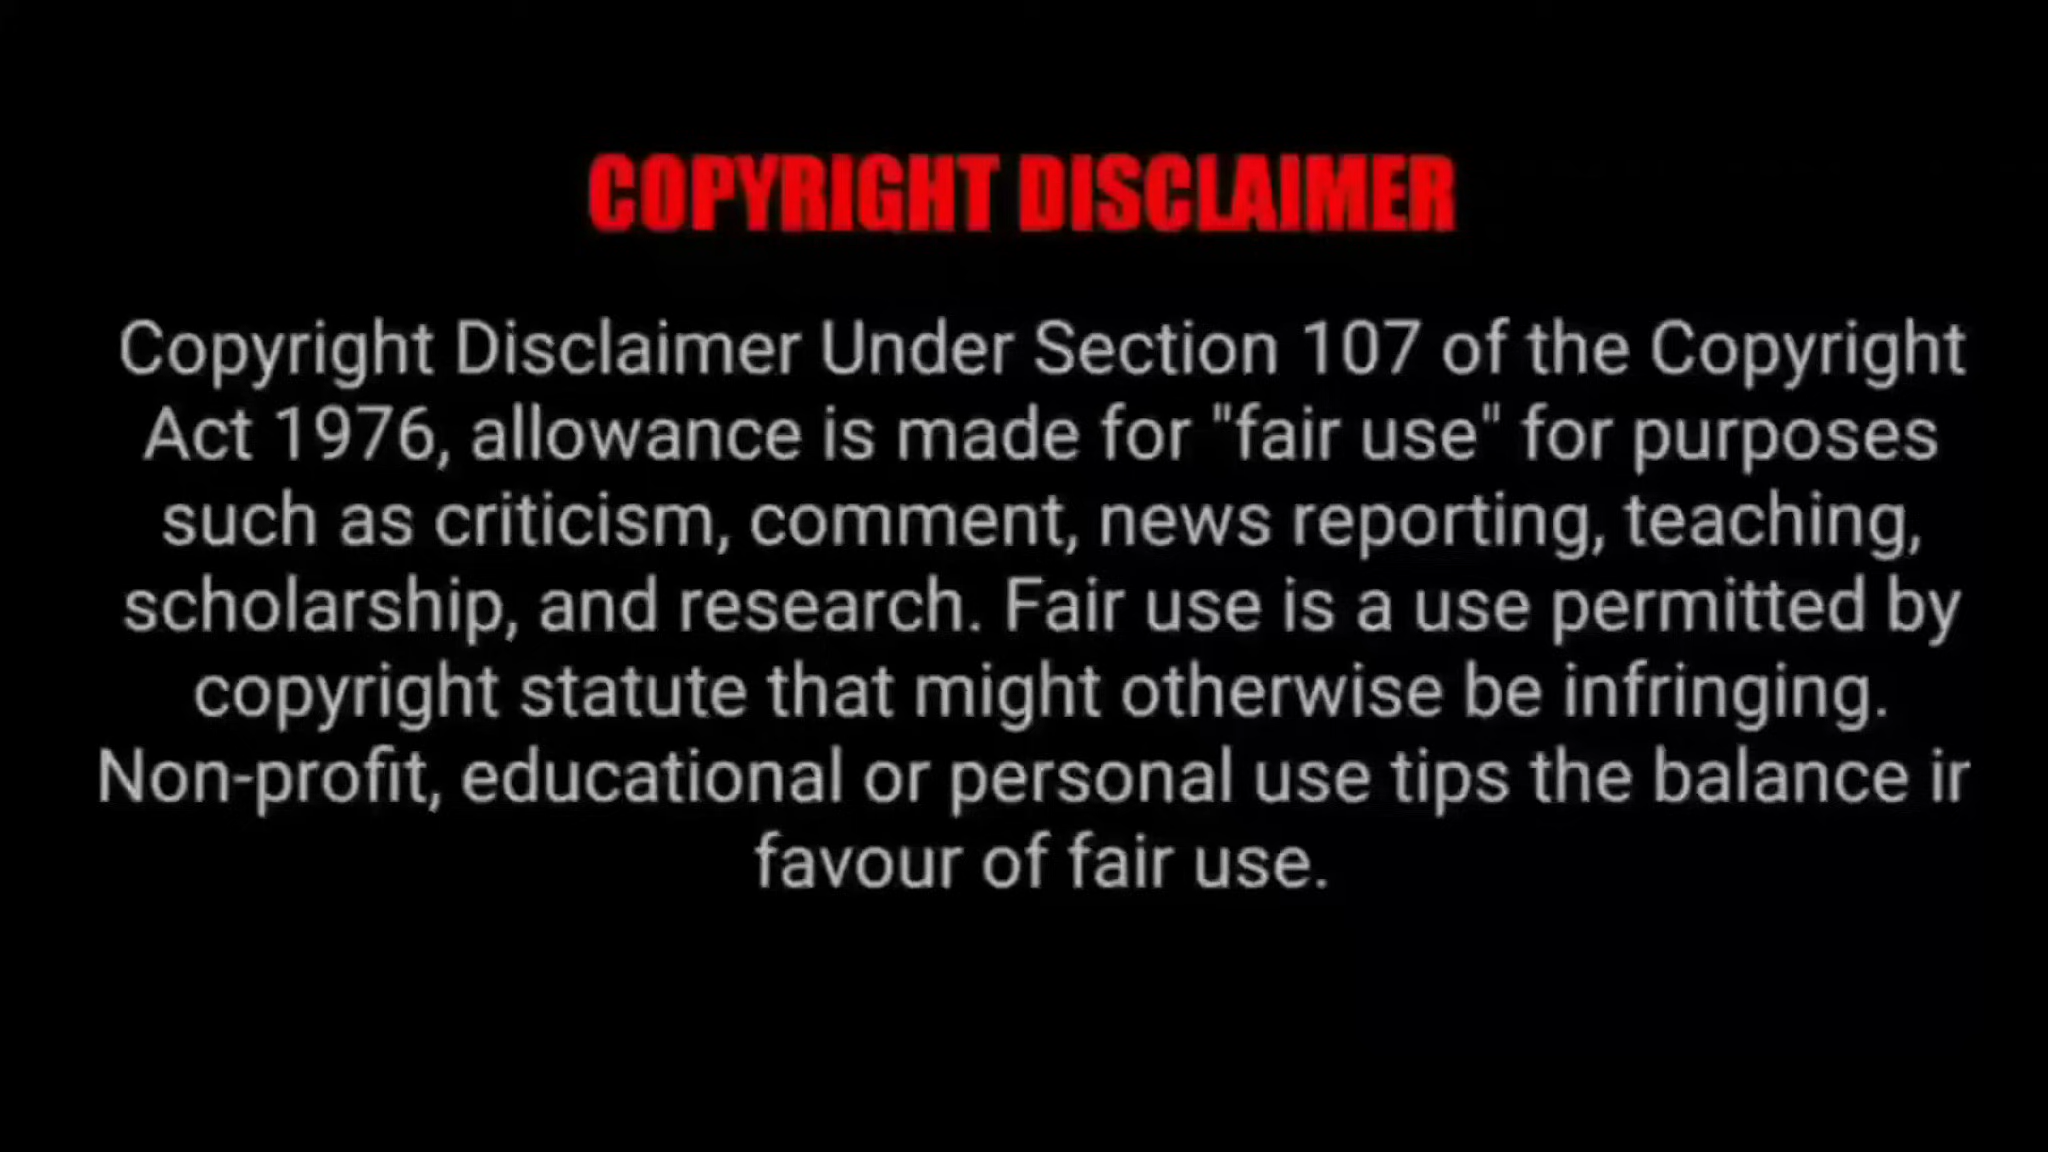 COPYRIGHT DISCLAIMER
Copyright Disclaimer Under Section 107 of the Copyright
Act 1976, allowance is made for "fair use" for purposes
such as criticism, comment, news reporting, teaching,
scholarship, and research. Fair use is a use permitted by
copyright statute that might otherwise be infringing.
Non-profit, educational or personal use tips the balance ir
favour of fair use.